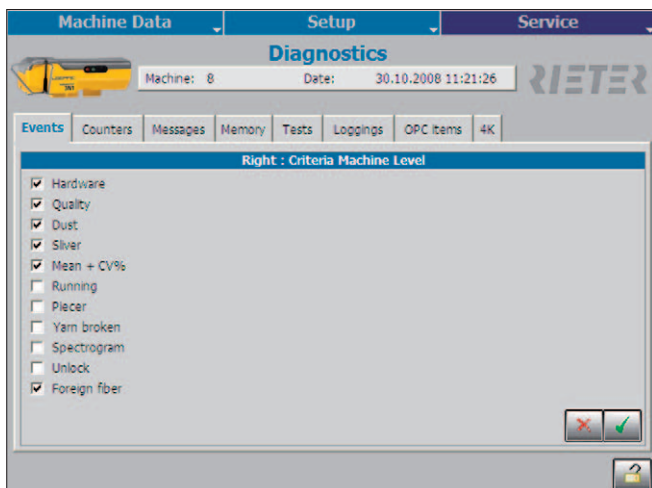 Machine Data Setup Service
Diagnostics
Machine: 8 Date: 30.10.2008 11:21:26
RIETER
Events Counters Messages Memory Tests Loggings OPC Items 4K
Right : Criteria Machine Level
Hardware
Quality
Dust
Sliver
Mean + CV%
Running
Piecer
Yarn broken
Spectrogram
Unlock
Foreign fiber